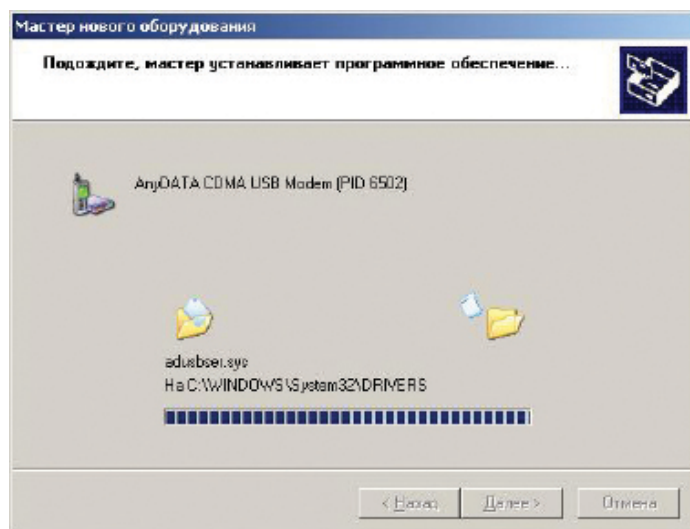 Мастер нового оборудования
Подождите, мастер устанавливает программное обеспечение...
AnyDATA CDMA USB Modem (PID 6502)
adusbser.sys
На C:\WINDOWS\System32\DRIVERS
< Назад
Далее >
Отмена